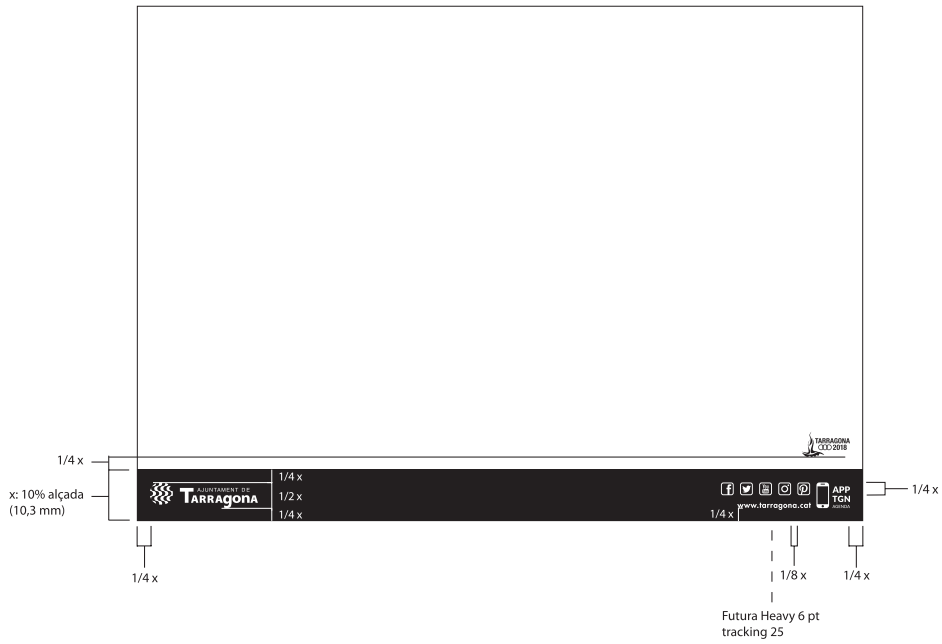 TARRAGONA
2018
1/4 x
x: 10% alçada
(10,3 mm)
AJUNTAMENT DE
TARRAGONA
1/4 x
1/2 x
1/4 x
You
Tube
APP
TGN
AGENDA
www.tarragona.cat
1/4 x
1/4 x
1/4 x
1/8 x
1/4 x
Futura Heavy 6 pt
tracking 25